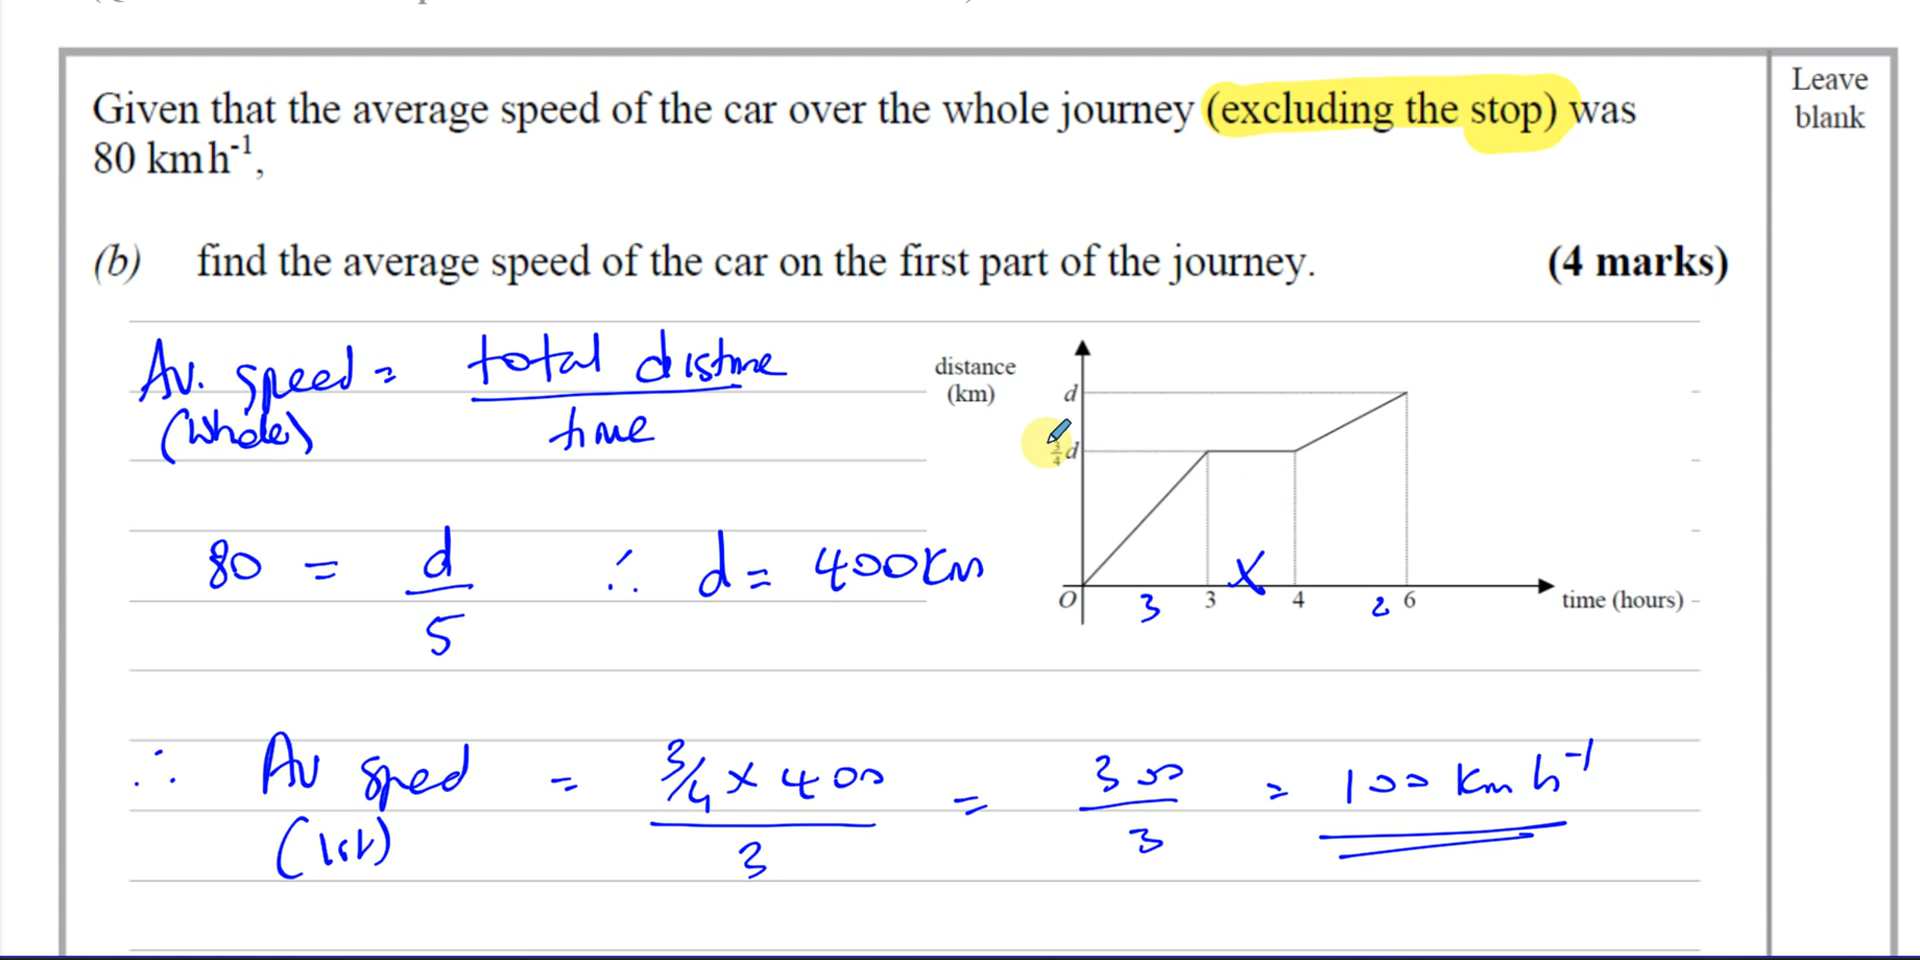 Given that the average speed of the car over the whole journey (excluding the stop) was
80 km h⁻¹,
Leave
blank
(b) find the average speed of the car on the first part of the journey. (4 marks)
Av. speed = total distance
(whole) time
distance
(km)
d
¾d
80 = d ∴ d = 400 km
5
O 3 3 X 4 2 6 time (hours)
∴ Av speed = ¾ × 400 = 300 = 100 km h⁻¹
(1st) 3 3